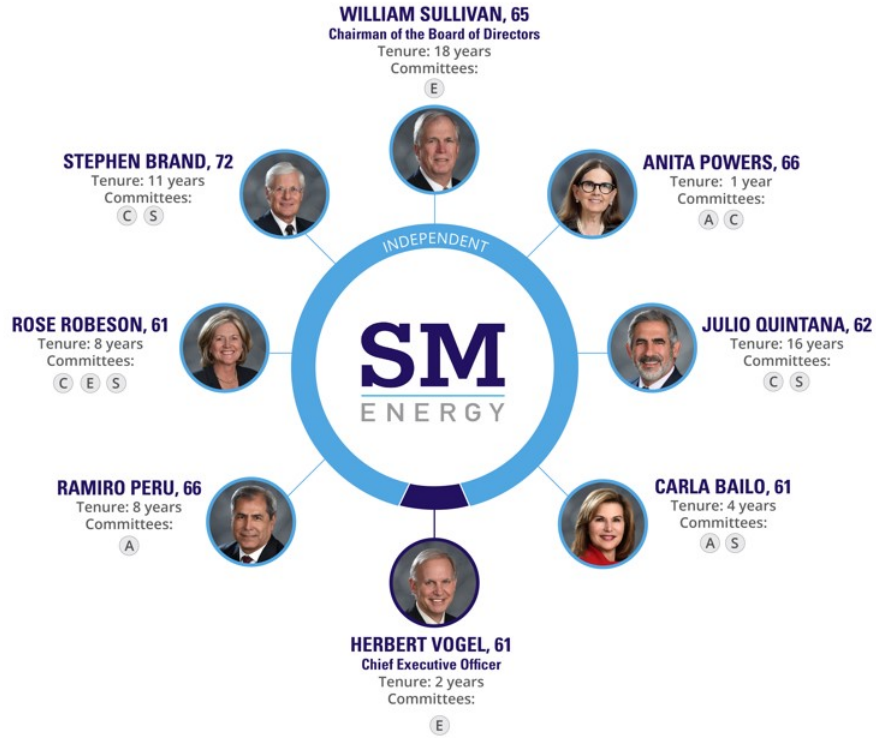 WILLIAM SULLIVAN, 65
Chairman of the Board of Directors
Tenure: 18 years
Committees:
E
STEPHEN BRAND, 72
Tenure: 11 years
Committees:
C S
ANITA POWERS, 66
Tenure: 1 year
Committees:
A C
INDEPENDENT
ROSE ROBESON, 61
Tenure: 8 years
Committees:
C E S
SM
ENERGY
JULIO QUINTANA, 62
Tenure: 16 years
Committees:
C S
RAMIRO PERU, 66
Tenure: 8 years
Committees:
A
CARLA BAILO, 61
Tenure: 4 years
Committees:
A S
HERBERT VOGEL, 61
Chief Executive Officer
Tenure: 2 years
Committees:
E